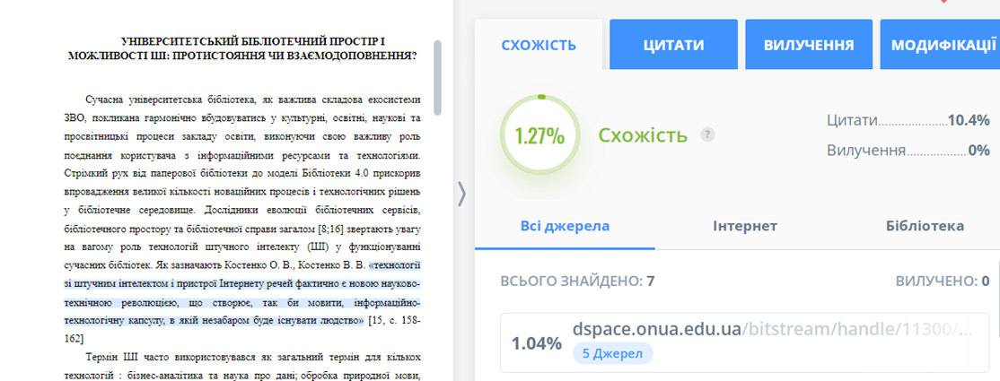 УНІВЕРСИТЕТСЬКИЙ БІБЛІОТЕЧНИЙ ПРОСТІР І
МОЖЛИВОСТІ ШІ: ПРОТИСТОЯННЯ ЧИ ВЗАЄМОДОПОВНЕННЯ?
Сучасна університетська бібліотека, як важлива складова екосистеми
ЗВО, покликана гармонічно вбудовуватись у культурні, освітні, наукові та
просвітницькі процеси закладу освіти, виконуючи свою важливу роль
поєднання користувача з інформаційними ресурсами та технологіями.
Стрімкий рух від паперової бібліотеки до моделі Бібліотеки 4.0 прискорив
впровадження великої кількості новаційних процесів і технологічних рішень
у бібліотечне середовище. Дослідники еволюції бібліотечних сервісів,
бібліотечного простору та бібліотечної справи загалом [8;16] звертають увагу
на вагому роль технологій штучного інтелекту (ШІ) у функціонуванні
сучасних бібліотек. Як зазначають Костенко О. В., Костенко В. В. «технології
зі штучним інтелектом і пристрої Інтернету речей фактично є новою науково-
технічною революцією, що створює, так би мовити, інформаційно-
технологічну капсулу, в якій незабаром буде існувати людство» [15, с. 158-
162]
Термін ШІ часто використовувався як загальний термін для кількох
технологій : бізнес-аналітика та наука про дані; обробка природної мови,
СХОЖІСТЬ
ЦИТАТИ
ВИЛУЧЕННЯ
МОДИФІКАЦІЇ
1.27%
Схожість ?
Цитати..................10.4%
Вилучення................0%
Всі джерела
Інтернет
Бібліотека
ВСЬОГО ЗНАЙДЕНО: 7
ВИЛУЧЕНО: 0
1.04%
dspace.onua.edu.ua/bitstream/handle/11300/...
5 Джерел